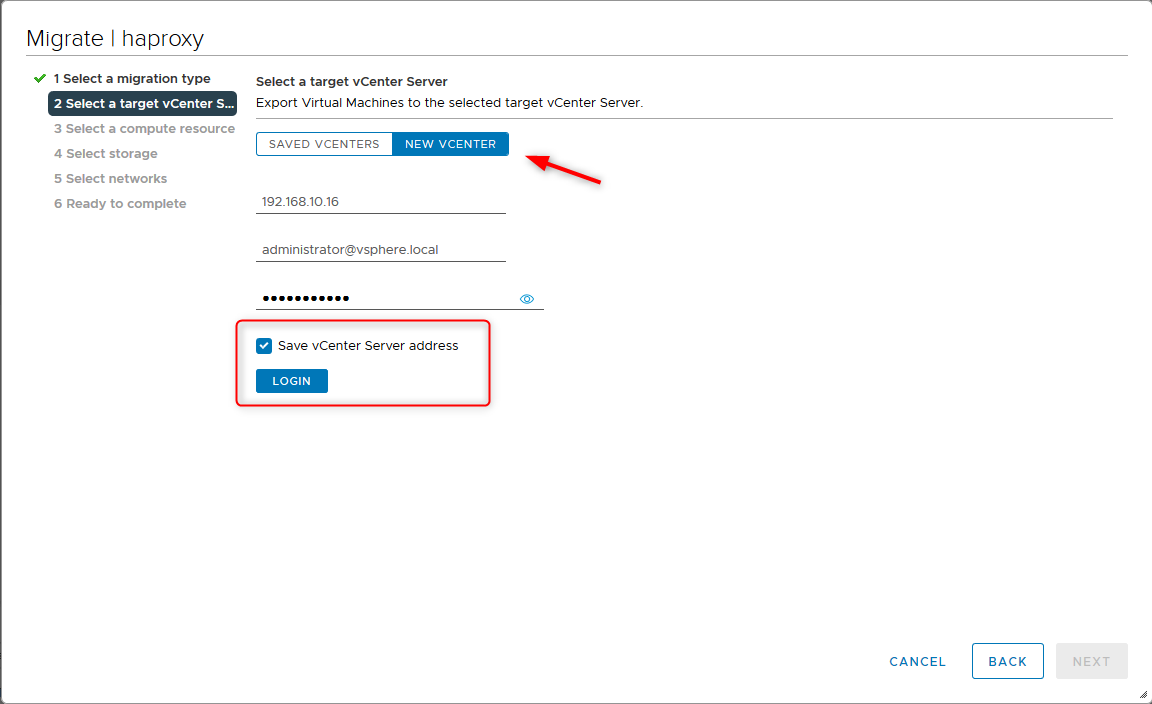 Migrate | haproxy
1 Select a migration type
2 Select a target vCenter S...
3 Select a compute resource
4 Select storage
5 Select networks
6 Ready to complete
Select a target vCenter Server
Export Virtual Machines to the selected target vCenter Server.
SAVED VCENTERS
NEW VCENTER
192.168.10.16
administrator@vsphere.local
•••••••••••
Save vCenter Server address
LOGIN
CANCEL
BACK
NEXT